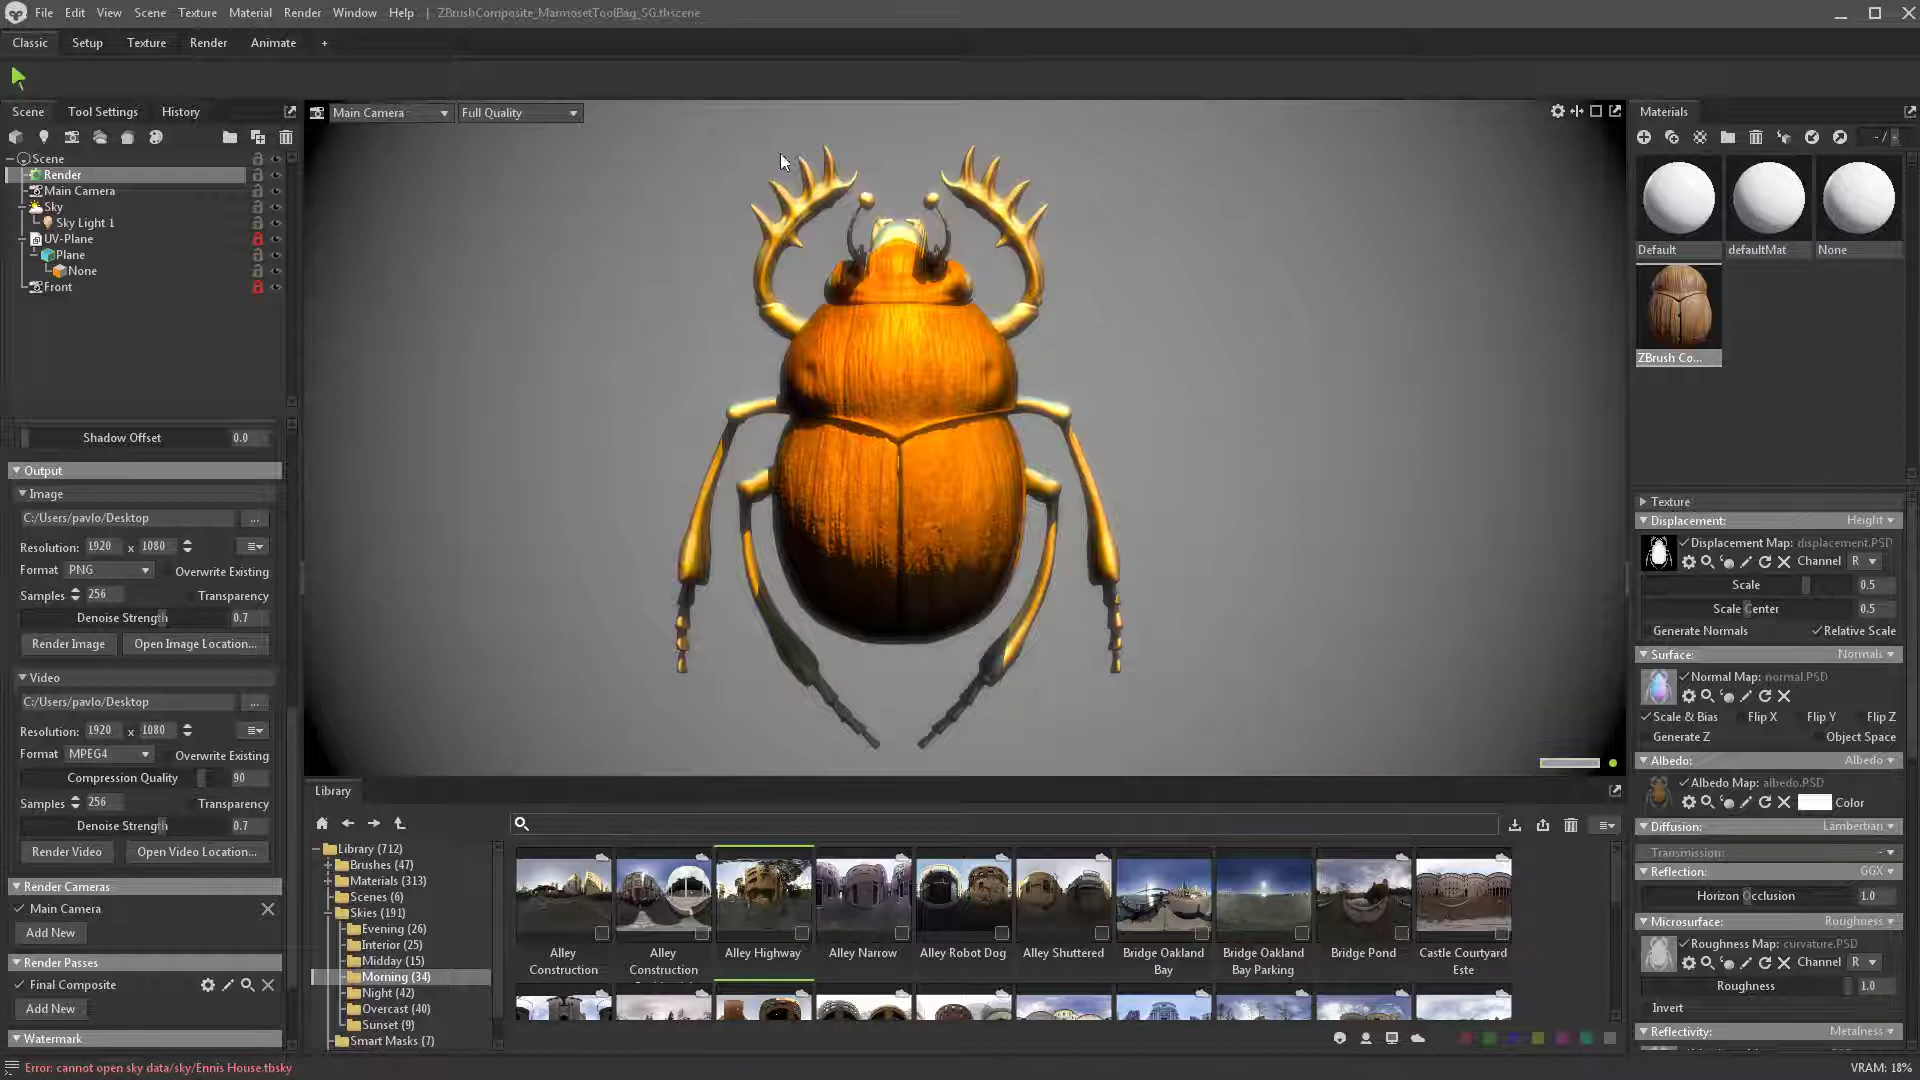 File Edit View Scene Texture Material Render Window Help | ZBrushComposite_MarmosetToolBag_SG.tbscene
Classic Setup Texture Render Animate +
Scene Tool Settings History
Scene
Render
Main Camera
Sky
Sky Light 1
UV-Plane
Plane
None
Front
Shadow Offset 0.0
Output
Image
C:/Users/pavlo/Desktop ...
Resolution: 1920 x 1080
Format PNG Overwrite Existing
Samples 256 Transparency
Denoise Strength 0.7
Render Image Open Image Location...
Video
C:/Users/pavlo/Desktop ...
Resolution: 1920 x 1080
Format MPEG4 Overwrite Existing
Compression Quality 90
Samples 256 Transparency
Denoise Strength 0.7
Render Video Open Video Location...
Render Cameras
Main Camera
Add New
Render Passes
Final Composite
Add New
Watermark
Error: cannot open sky data/sky/Ennis House.tbsky
Main Camera Full Quality
Library
Library (712)
Brushes (47)
Materials (313)
Scenes (6)
Skies (191)
Evening (26)
Interior (25)
Midday (15)
Morning (34)
Night (42)
Overcast (40)
Sunset (9)
Smart Masks (7)
Alley Construction
Alley Construction
Alley Highway
Alley Narrow
Alley Robot Dog
Alley Shuttered
Bridge Oakland Bay
Bridge Oakland Bay Parking
Bridge Pond
Castle Courtyard Este
Materials
- /
Default defaultMat None
ZBrush Co...
Texture
Displacement: Height
Displacement Map: displacement.PSD
Channel R
Scale 0.5
Scale Center 0.5
Generate Normals Relative Scale
Surface: Normals
Normal Map: normal.PSD
Scale & Bias Flip X Flip Y Flip Z
Generate Z Object Space
Albedo: Albedo
Albedo Map: albedo.PSD
Color
Diffusion: Lambertian
Transmission: -
Reflection: GGX
Horizon Occlusion 1.0
Microsurface: Roughness
Roughness Map: curvature.PSD
Channel R
Roughness 1.0
Invert
Reflectivity: Metalness
VRAM: 18%